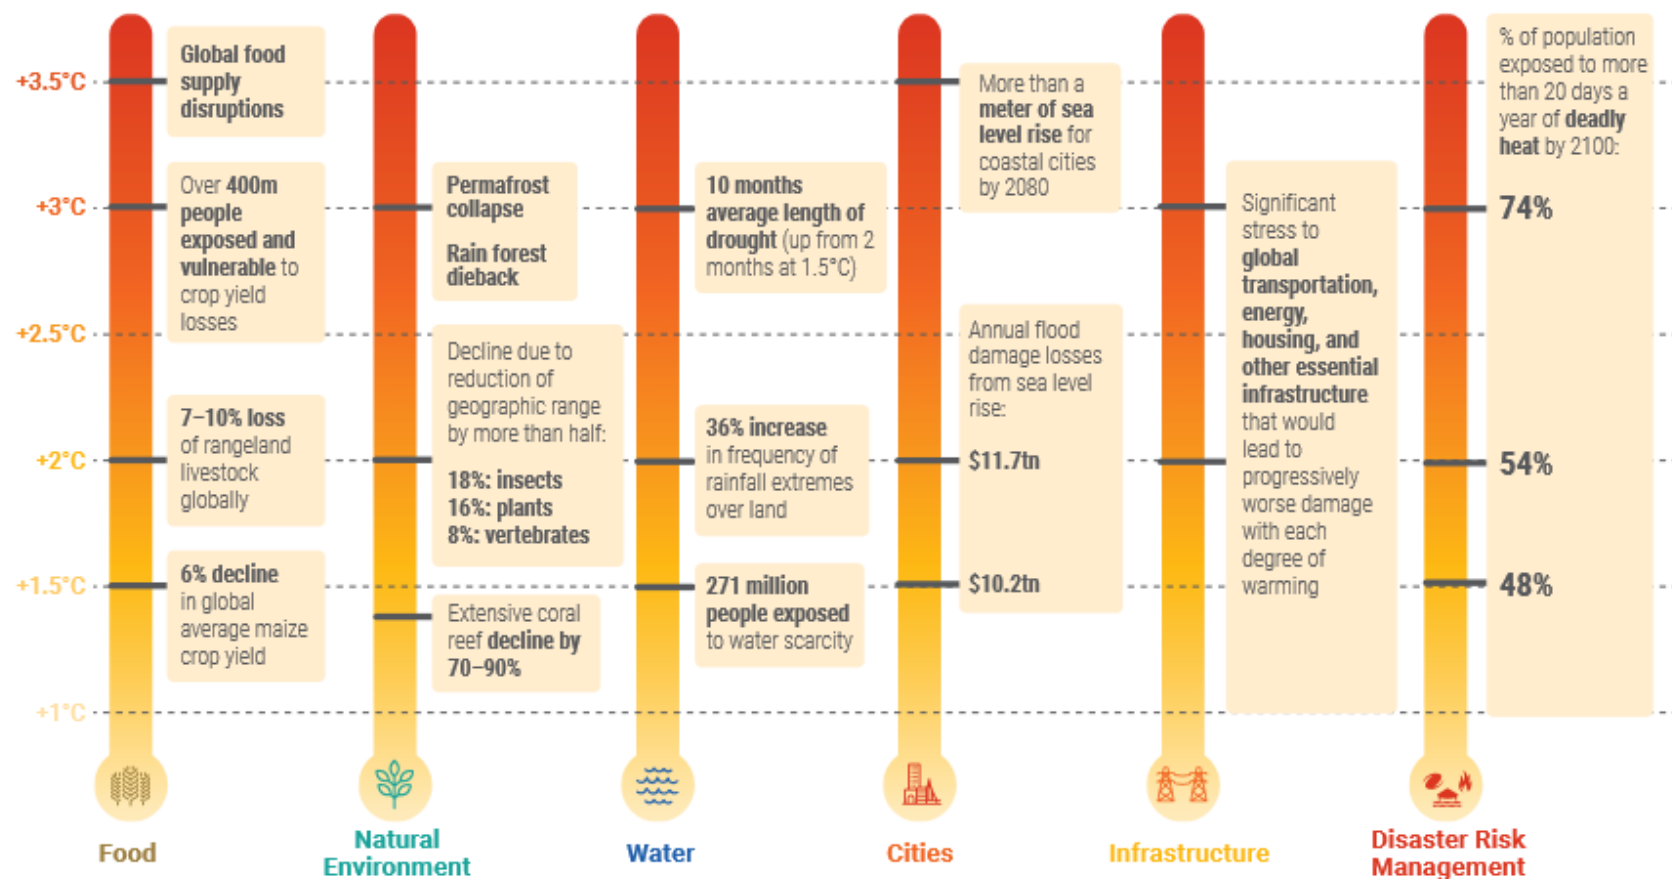 +3.5°C
+3°C
+2.5°C
+2°C
+1.5°C
+1°C
Global food
supply
disruptions
Over 400m
people
exposed and
vulnerable to
crop yield
losses
7–10% loss
of rangeland
livestock
globally
6% decline
in global
average maize
crop yield
Food
Permafrost
collapse
Rain forest
dieback
Decline due to
reduction of
geographic range
by more than half:
18%: insects
16%: plants
8%: vertebrates
Extensive coral
reef decline by
70–90%
Natural
Environment
10 months
average length of
drought (up from 2
months at 1.5°C)
36% increase
in frequency of
rainfall extremes
over land
271 million
people exposed
to water scarcity
Water
More than a
meter of sea
level rise for
coastal cities
by 2080
Annual flood
damage losses
from sea level
rise:
$11.7tn
$10.2tn
Cities
Significant
stress to
global
transportation,
energy,
housing, and
other essential
infrastructure
that would
lead to
progressively
worse damage
with each
degree of
warming
Infrastructure
% of population
exposed to more
than 20 days a
year of deadly
heat by 2100:
74%
54%
48%
Disaster Risk
Management